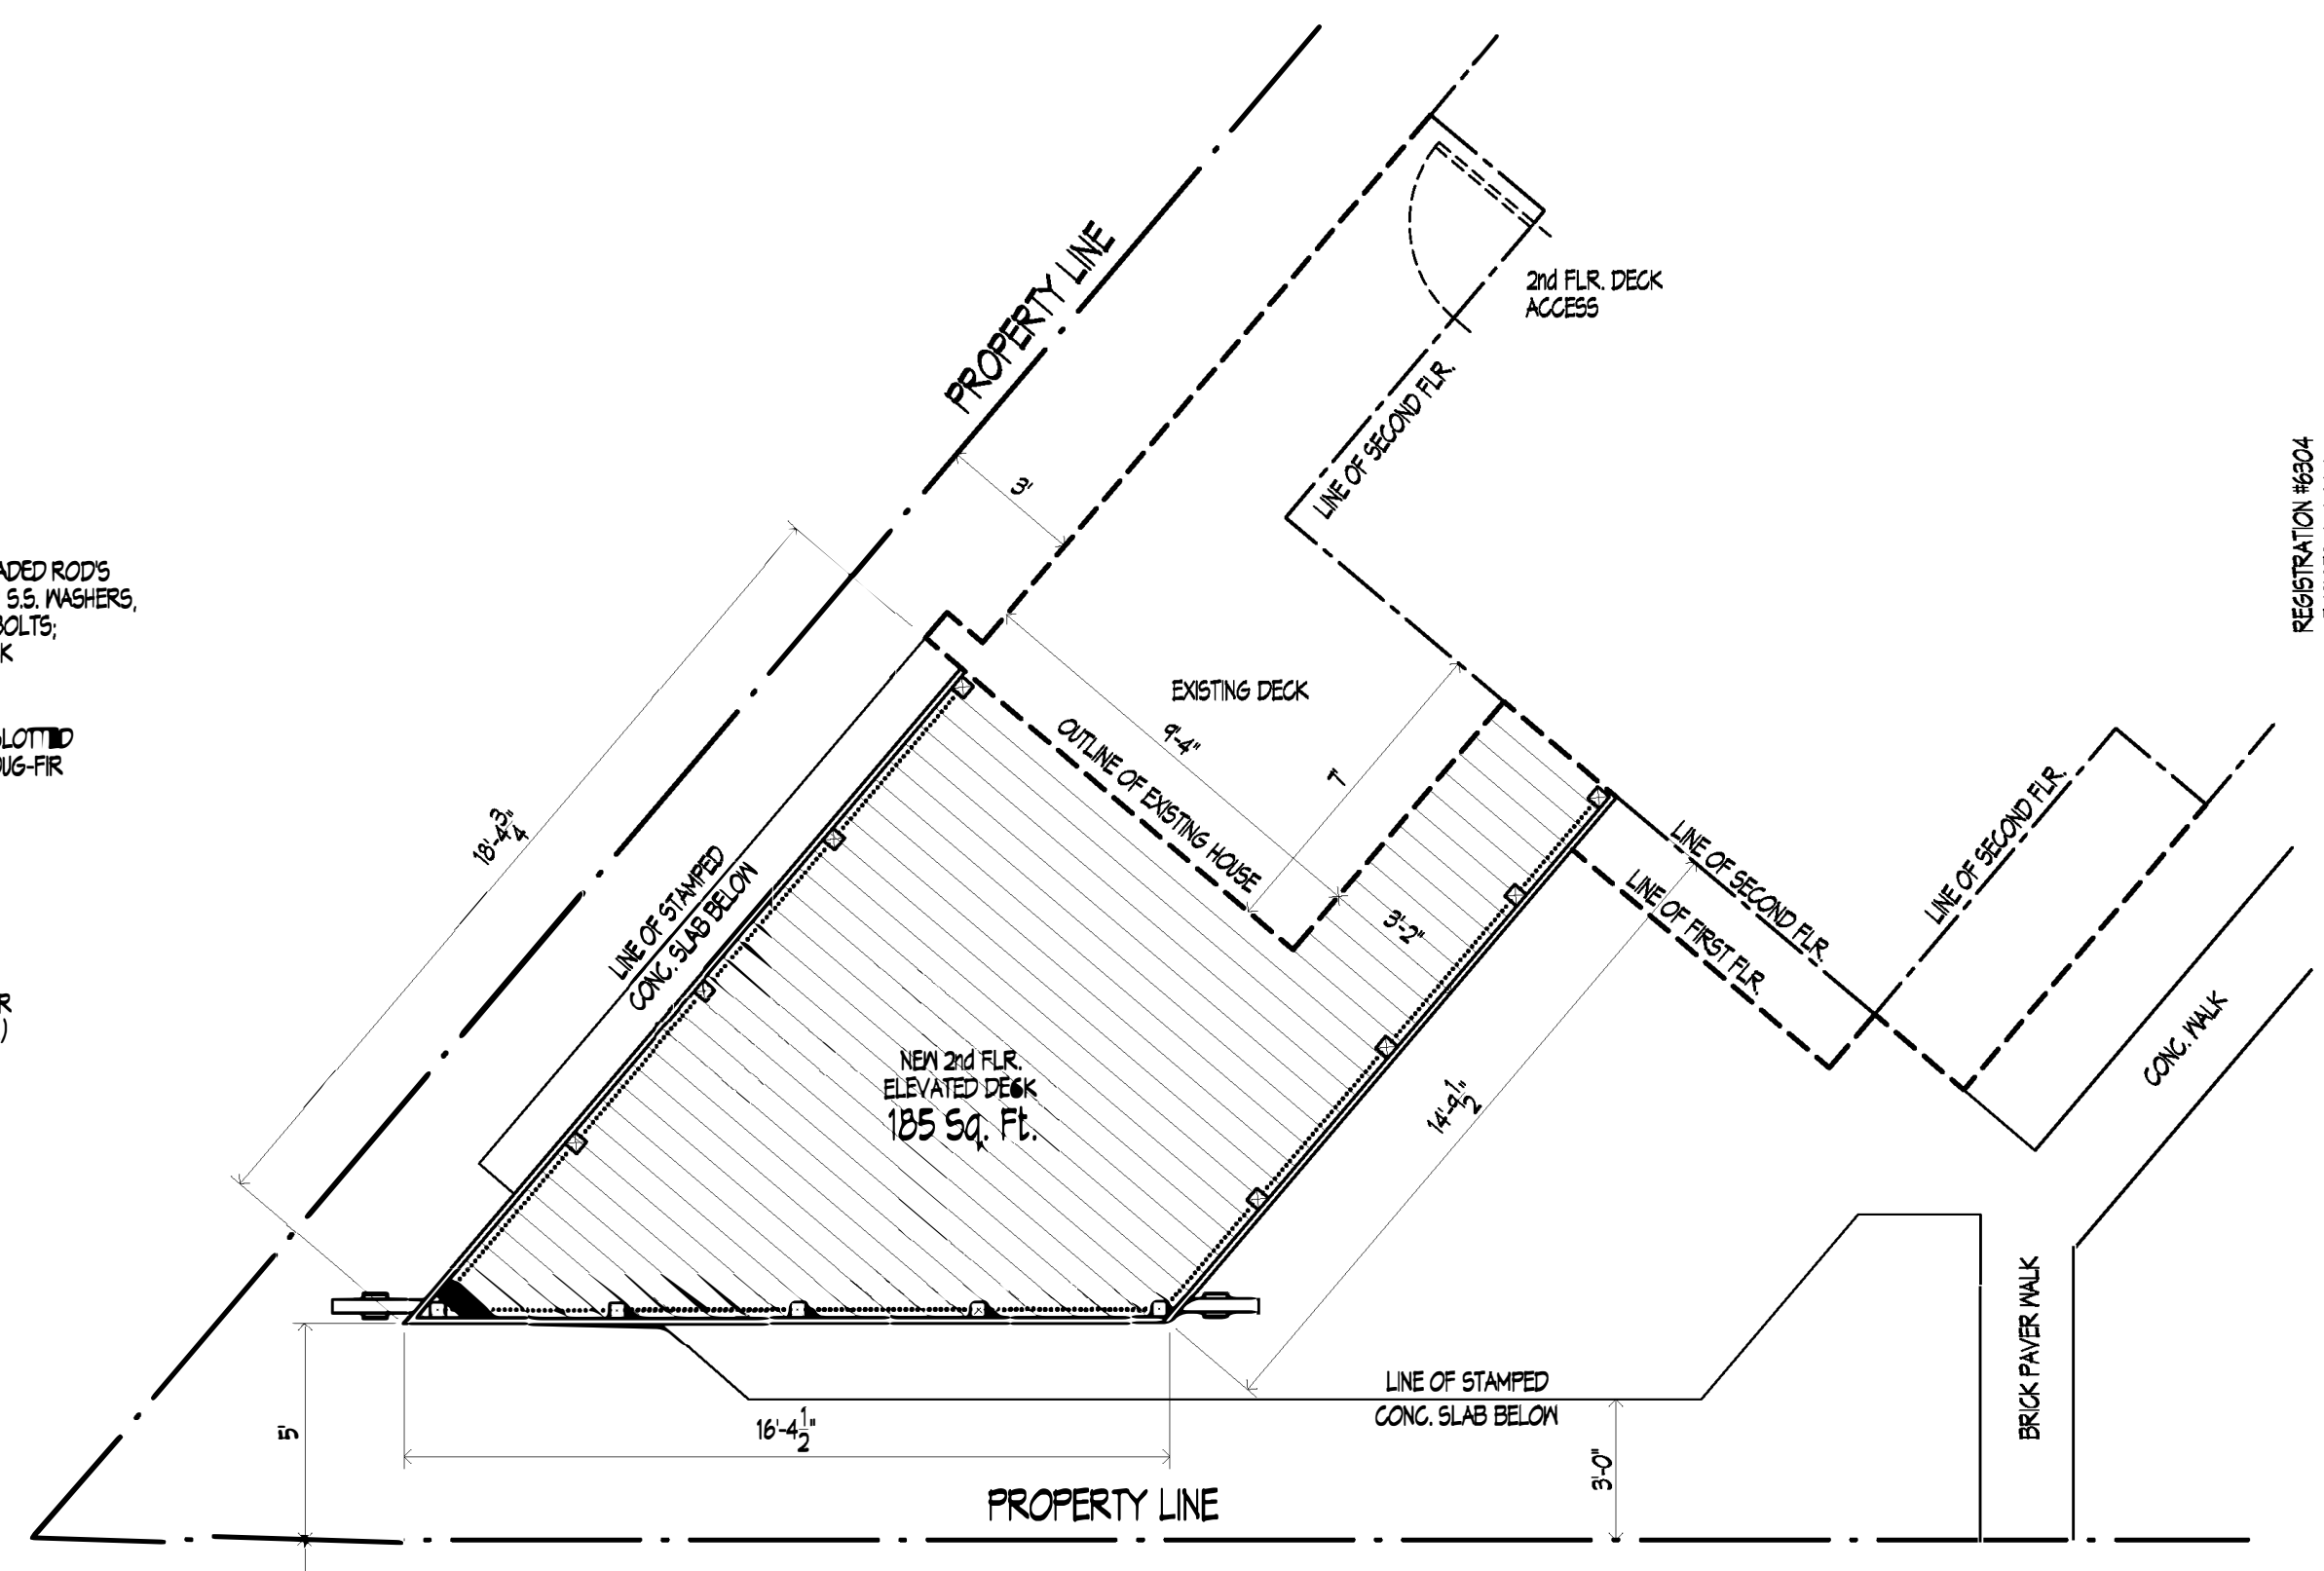 PROPERTY LINE
2nd FLR. DECK
ACCESS
LINE OF SECOND FLR.
3'
REGISTRATION #6304
ADED ROD'S
S.S. WASHERS,
BOLTS;
K
EXISTING DECK
9'-4"
7'
OUTLINE OF EXISTING HOUSE
UG-FIR
18'-4 3/4"
LINE OF STAMPED
CONC. SLAB BELOW
3'-2"
LINE OF SECOND FLR.
LINE OF FIRST FLR.
LINE OF SECOND FLR.
R
)
NEW 2nd FLR.
ELEVATED DECK
185 Sq. Ft.
14'-9 1/2"
CONC. WALK
BRICK PAVER WALK
LINE OF STAMPED
CONC. SLAB BELOW
16'-4 1/2"
5'
3'-0"
PROPERTY LINE